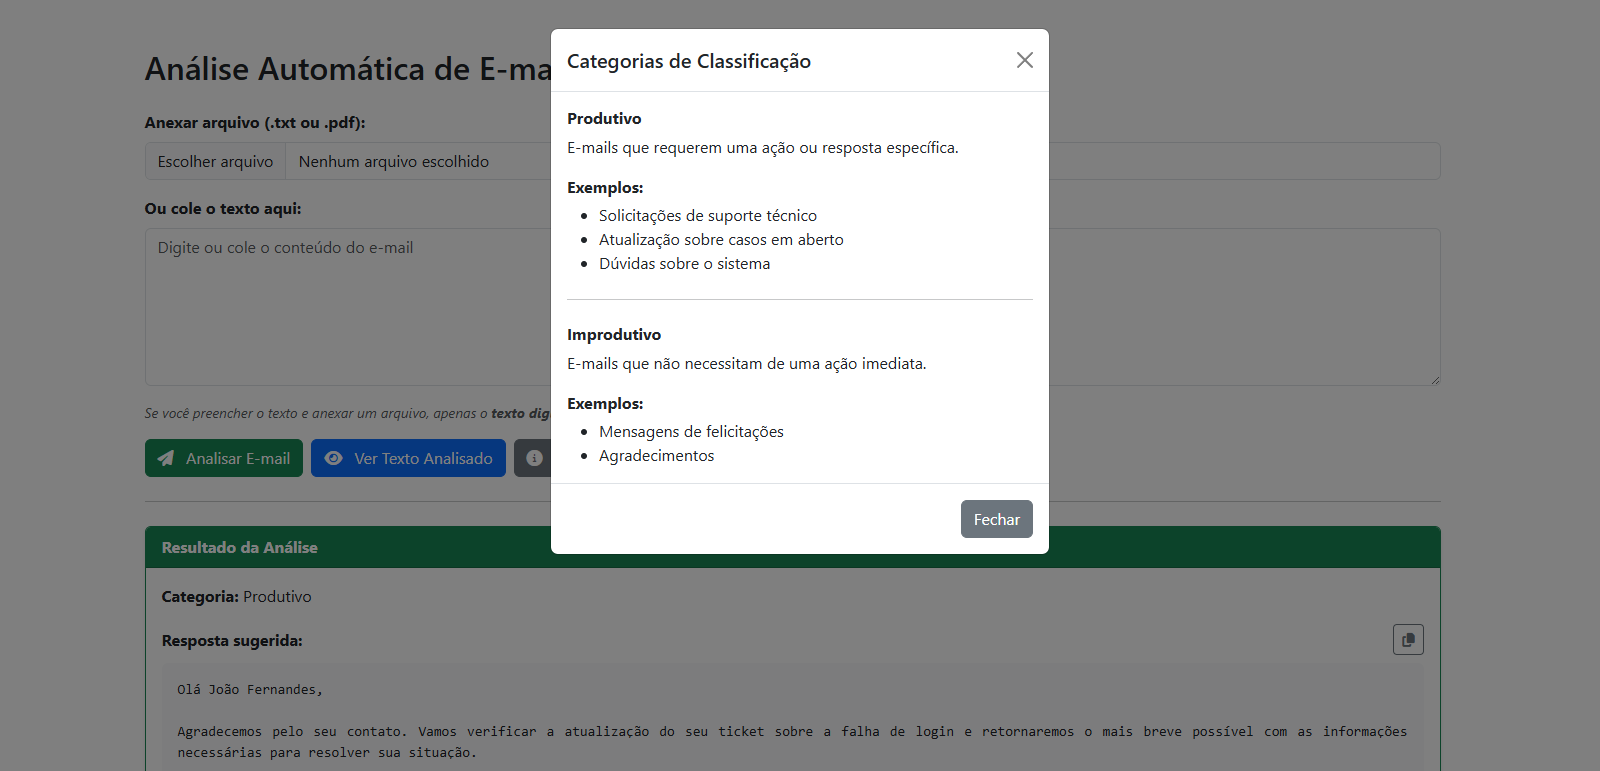 Categorias de Classificação
Produtivo
E-mails que requerem uma ação ou resposta específica.
Exemplos:
Solicitações de suporte técnico
Atualização sobre casos em aberto
Dúvidas sobre o sistema
Improdutivo
E-mails que não necessitam de uma ação imediata.
Exemplos:
Mensagens de felicitações
Agradecimentos
Fechar
Análise Automática de E-ma
Anexar arquivo (.txt ou .pdf):
Escolher arquivo Nenhum arquivo escolhido
Ou cole o texto aqui:
Digite ou cole o conteúdo do e-mail
Se você preencher o texto e anexar um arquivo, apenas o texto dig
Analisar E-mail Ver Texto Analisado
Resultado da Análise
Categoria: Produtivo
Resposta sugerida:
Olá João Fernandes,
Agradecemos pelo seu contato. Vamos verificar a atualização do seu ticket sobre a falha de login e retornaremos o mais breve possível com as informações
necessárias para resolver sua situação.